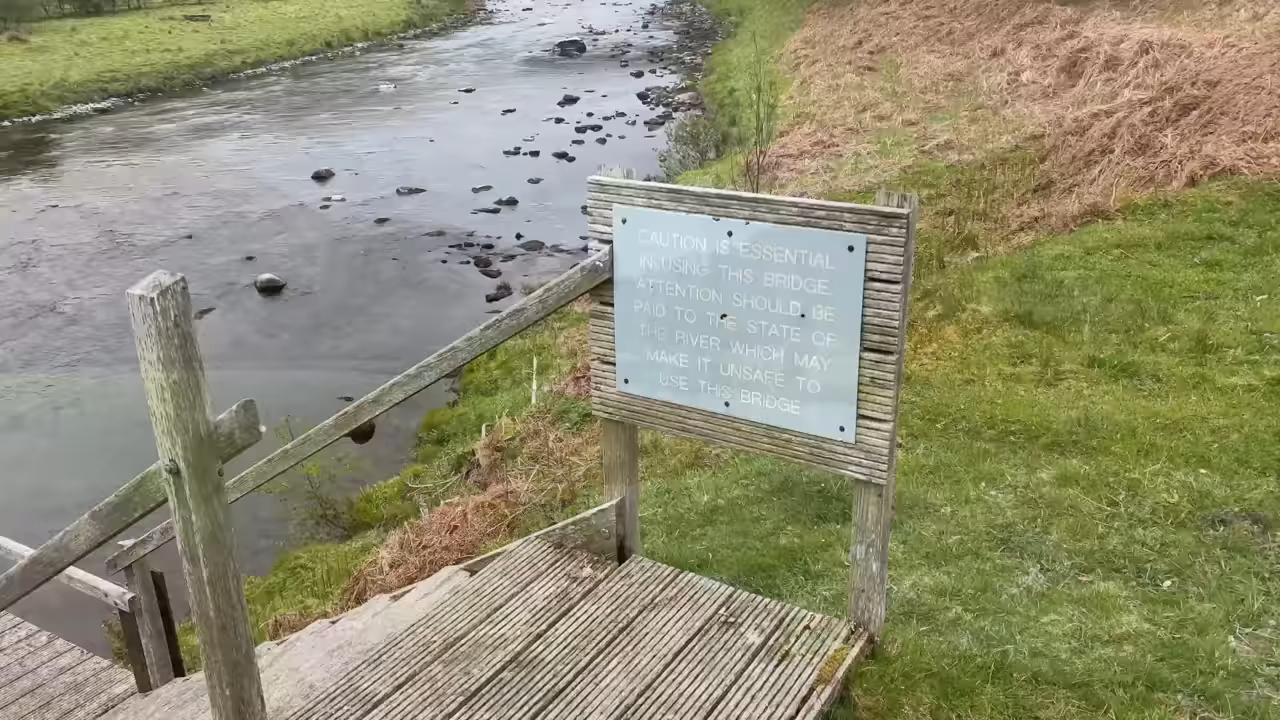 CAUTION IS ESSENTIAL
IN USING THIS BRIDGE.
ATTENTION SHOULD BE
PAID TO THE STATE OF
THE RIVER WHICH MAY
MAKE IT UNSAFE TO
USE THIS BRIDGE